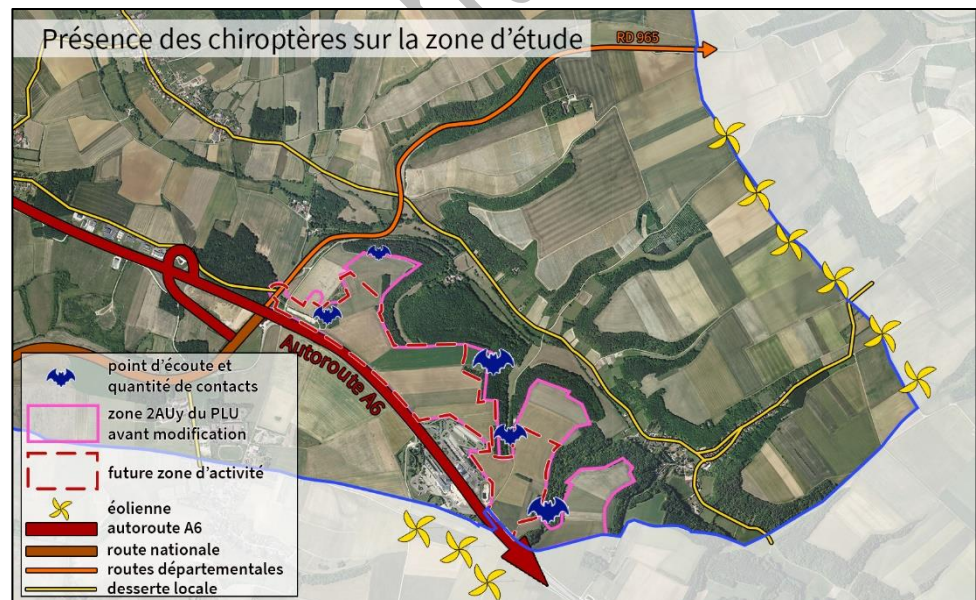 Présence des chiroptères sur la zone d'étude
RD 965
Autoroute A6
point d'écoute et
quantité de contacts
zone 2AUy du PLU
avant modification
future zone d'activité
éolienne
autoroute A6
route nationale
routes départementales
desserte locale